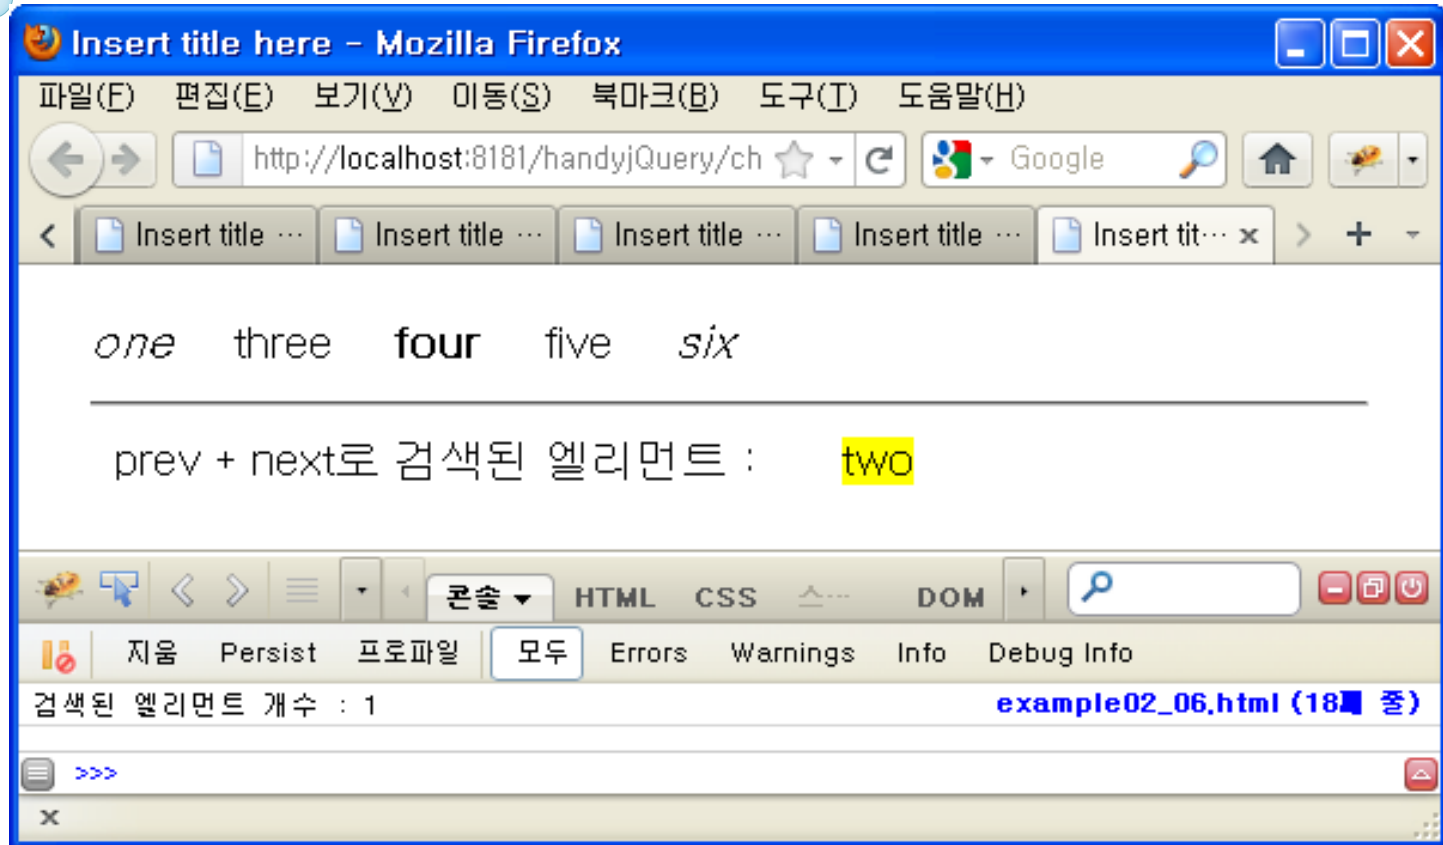 Insert title here - Mozilla Firefox
파일(F) 편집(E) 보기(V) 이동(S) 북마크(B) 도구(T) 도움말(H)
http://localhost:8181/handyjQuery/ch Google
Insert title ··· Insert title ··· Insert title ··· Insert title ··· Insert tit···
one three four five six
prev + next로 검색된 엘리먼트 : two
콘솔 HTML CSS 스··· DOM
지움 Persist 프로파일 모두 Errors Warnings Info Debug Info
검색된 엘리먼트 개수 : 1 example02_06.html (18 줄)
>>>